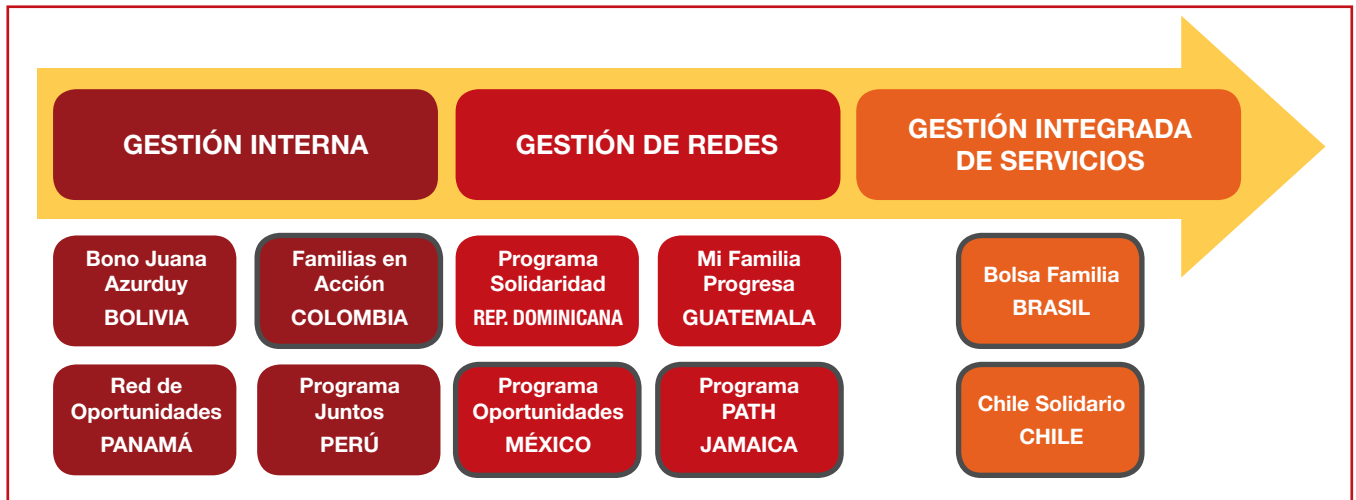 GESTIÓN INTERNA
GESTIÓN DE REDES
GESTIÓN INTEGRADA
DE SERVICIOS
Bono Juana
Azurduy
BOLIVIA
Familias en
Acción
COLOMBIA
Programa
Solidaridad
REP. DOMINICANA
Mi Familia
Progresa
GUATEMALA
Bolsa Familia
BRASIL
Red de
Oportunidades
PANAMÁ
Programa
Juntos
PERÚ
Programa
Oportunidades
MÉXICO
Programa
PATH
JAMAICA
Chile Solidario
CHILE